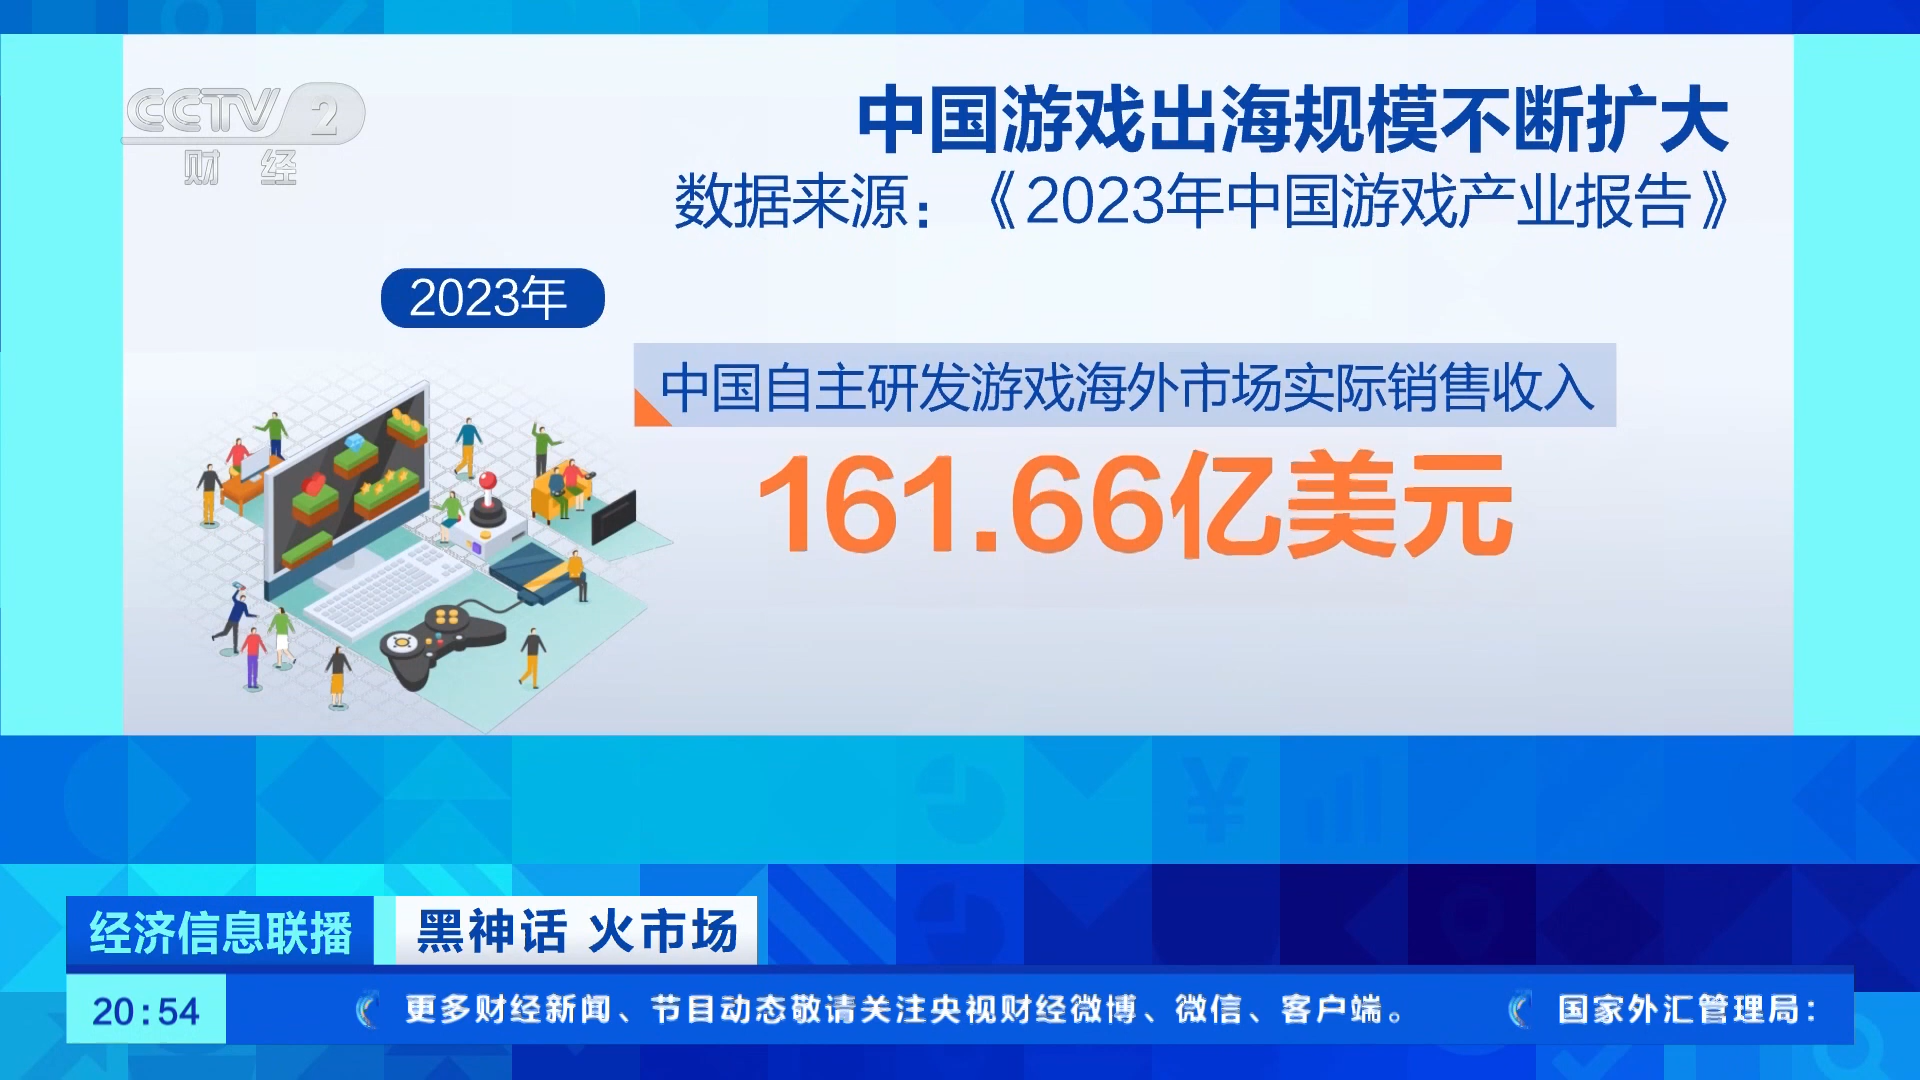 CCTV 2
财经
中国游戏出海规模不断扩大
数据来源：《2023年中国游戏产业报告》
2023年
中国自主研发游戏海外市场实际销售收入
161.66亿美元
经济信息联播
黑神话 火市场
20:54
更多财经新闻、节目动态敬请关注央视财经微博、微信、客户端。
国家外汇管理局：